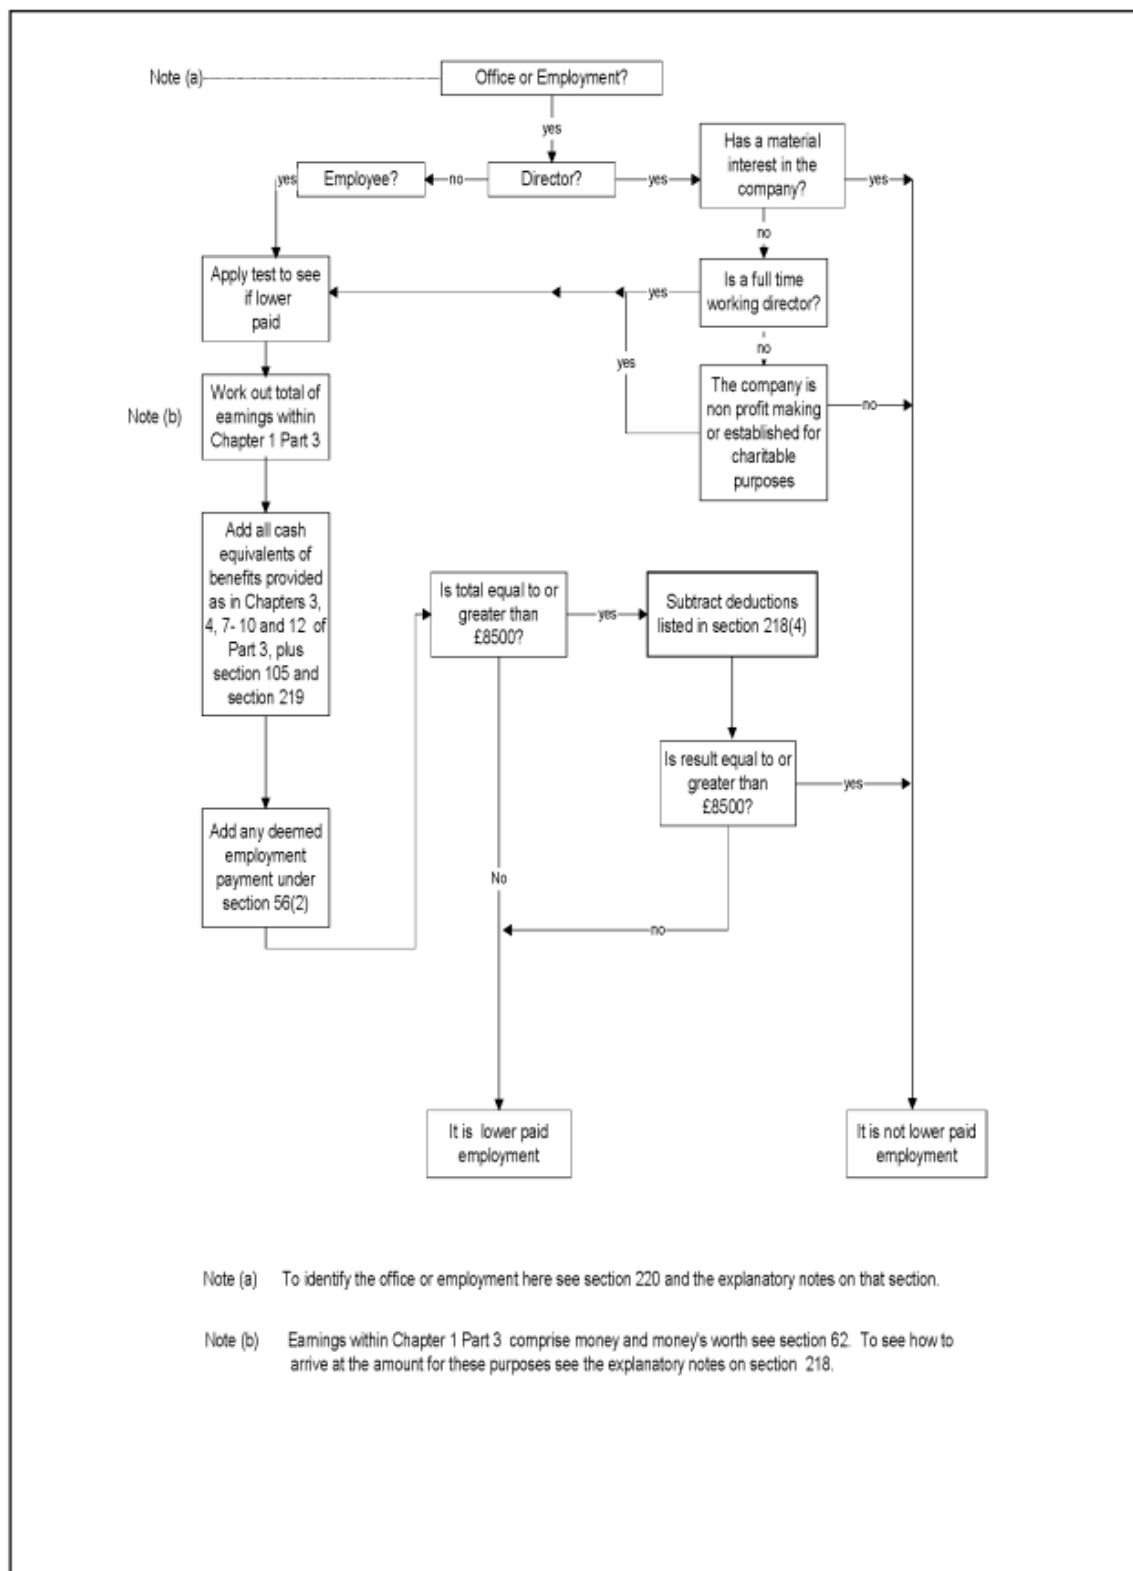 Note (a)
Office or Employment?
yes
Has a material
interest in the
company?
yes
Employee?
no
Director?
yes
yes
no
Apply test to see
if lower
paid
yes
Is a full time
working director?
no
yes
Note (b)
Work out total of
earnings within
Chapter 1 Part 3
The company is
non profit making
or established for
charitable
purposes
no
Add all cash
equivalents of
benefits provided
as in Chapters 3,
4, 7- 10 and 12 of
Part 3, plus
section 105 and
section 219
Is total equal to or
greater than
£8500?
yes
Subtract deductions
listed in section 218(4)
Is result equal to or
greater than
£8500?
yes
Add any deemed
employment
payment under
section 56(2)
No
no
It is lower paid
employment
It is not lower paid
employment
Note (a) To identify the office or employment here see section 220 and the explanatory notes on that section.
Note (b) Earnings within Chapter 1 Part 3 comprise money and money's worth see section 62. To see how to
arrive at the amount for these purposes see the explanatory notes on section 218.